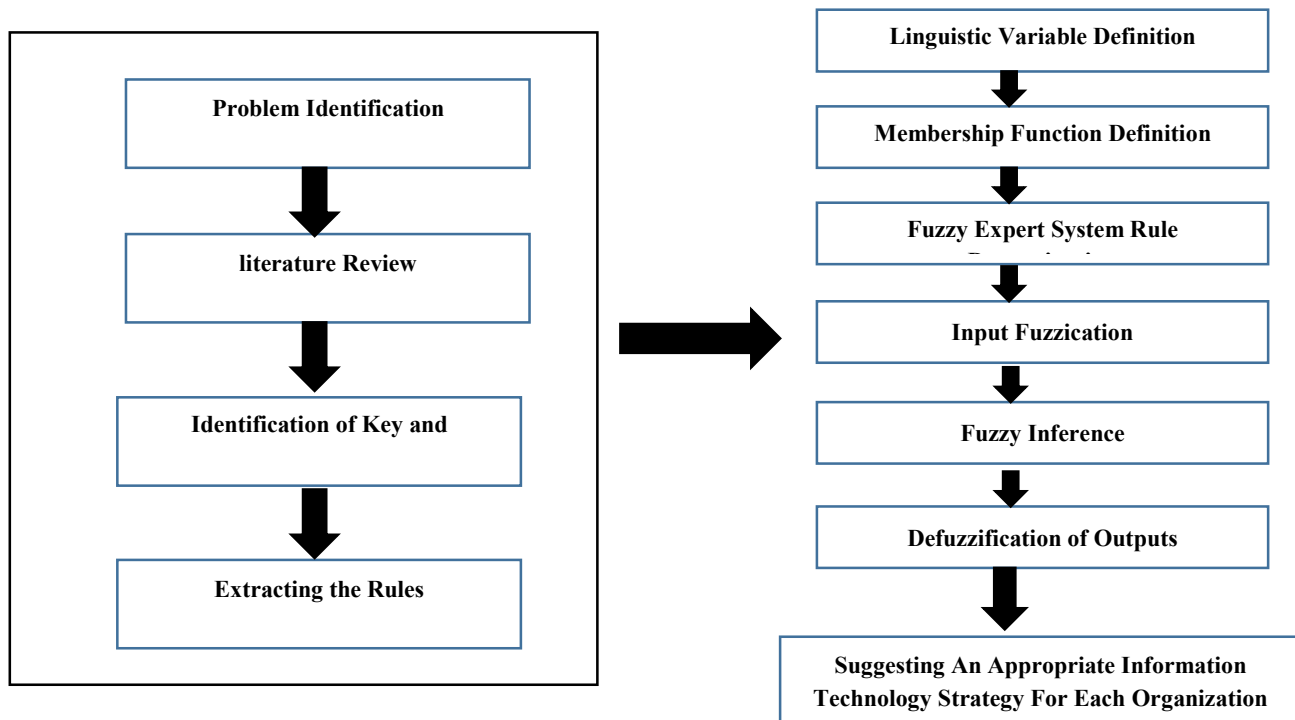 Problem Identification
literature Review
Identification of Key and
Extracting the Rules
Linguistic Variable Definition
Membership Function Definition
Fuzzy Expert System Rule
Input Fuzzication
Fuzzy Inference
Defuzzification of Outputs
Suggesting An Appropriate Information
Technology Strategy For Each Organization